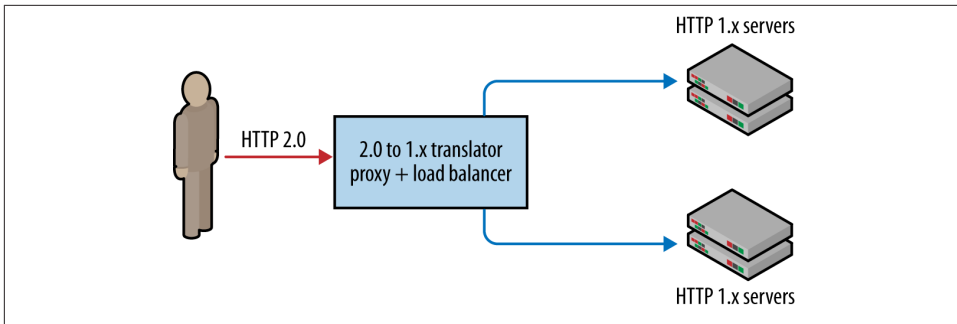 HTTP 1.x servers
HTTP 2.0
2.0 to 1.x translator
proxy + load balancer
HTTP 1.x servers